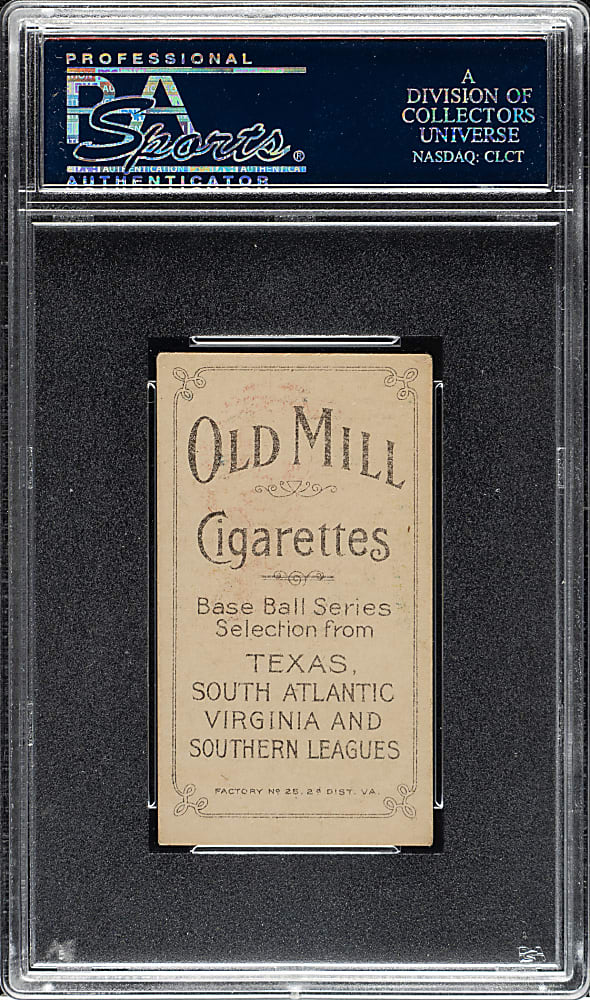 PROFESSIONAL
PSA
Sports®
AUTHENTICATOR
A
DIVISION OF
COLLECTORS
UNIVERSE
NASDAQ: CLCT
OLD MILL
Cigarettes
Base Ball Series
Selection from
TEXAS,
SOUTH ATLANTIC
VIRGINIA AND
SOUTHERN LEAGUES
FACTORY Nº 25. 2ᵈ DIST. VA.
PSA